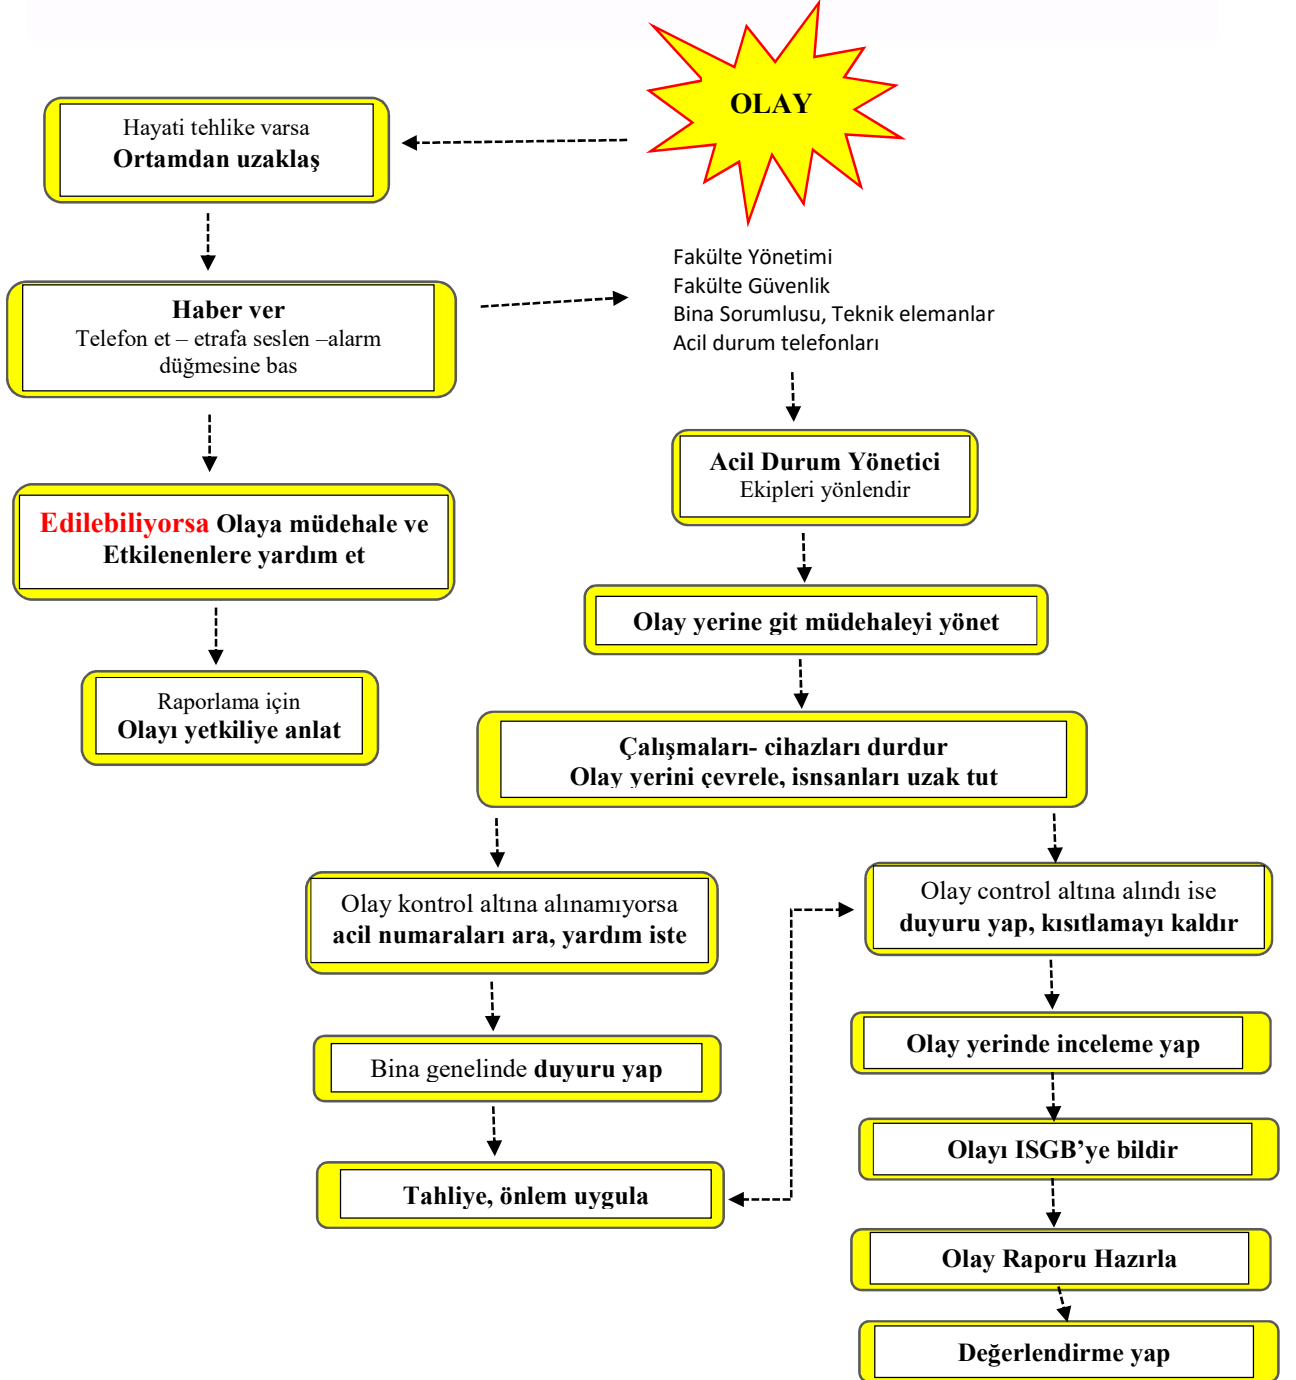 OLAY
Hayati tehlike varsa
Ortamdan uzaklaş
Haber ver
Telefon et – etrafa seslen –alarm
düğmesine bas
Fakülte Yönetimi
Fakülte Güvenlik
Bina Sorumlusu, Teknik elemanlar
Acil durum telefonları
Edilebiliyorsa Olaya müdehale ve
Etkilenenlere yardım et
Raporlama için
Olayı yetkiliye anlat
Acil Durum Yönetici
Ekipleri yönlendir
Olay yerine git müdehaleyi yönet
Çalışmaları- cihazları durdur
Olay yerini çevrele, isnsanları uzak tut
Olay kontrol altına alınamıyorsa
acil numaraları ara, yardım iste
Bina genelinde duyuru yap
Tahliye, önlem uygula
Olay control altına alındı ise
duyuru yap, kısıtlamayı kaldır
Olay yerinde inceleme yap
Olayı ISGB’ye bildir
Olay Raporu Hazırla
Değerlendirme yap